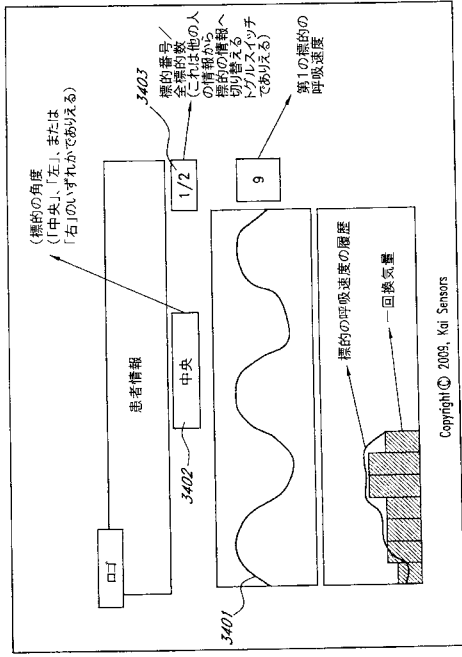 ロゴ
患者情報
(標的の角度
(「中央」、「左」、または
「右」のいずれかでありえる)
3402
中央
3403
標的番号/
全標的数
(これは他の人
の情報から
標的の情報へ
切り替える
トグルスイッチ
でありえる)
1/2
3401
9
第1の標的の
呼吸速度
標的の呼吸速度の履歴
一回換気量
Copyright© 2009, Kai Sensors